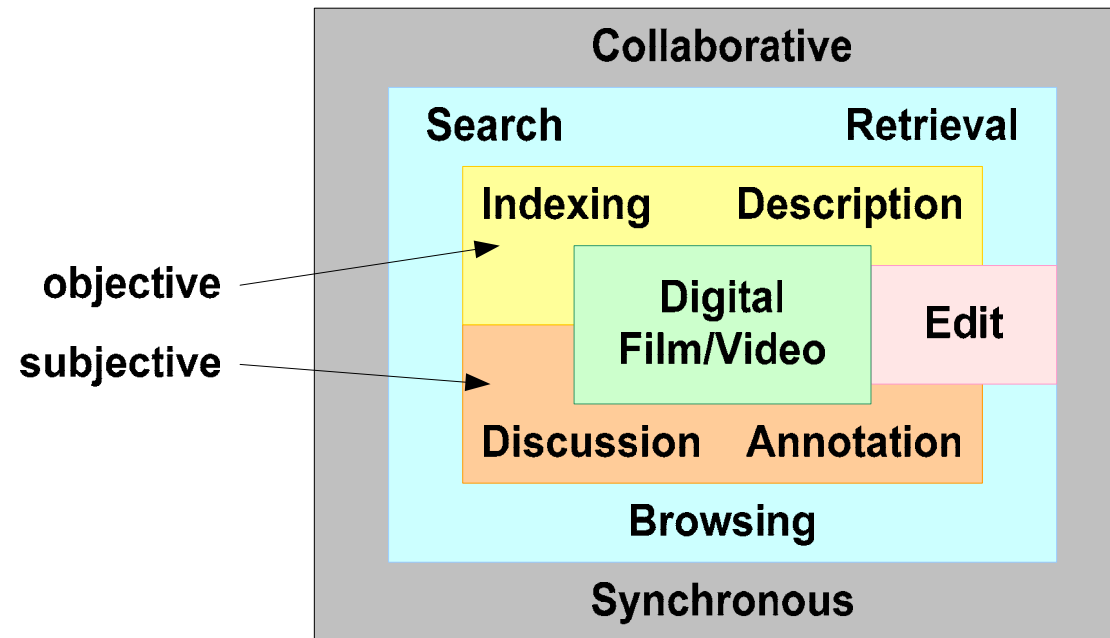 Collaborative
Search Retrieval
Indexing Description
objective
Digital
Film/Video
Edit
subjective
Discussion Annotation
Browsing
Synchronous